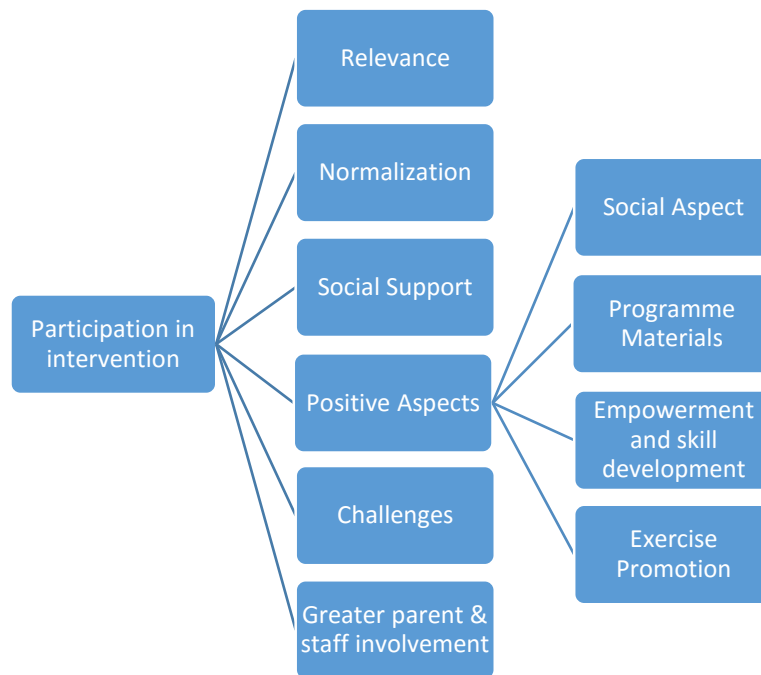 Participation in
intervention
Relevance
Normalization
Social Support
Positive Aspects
Challenges
Greater parent &
staff involvement
Social Aspect
Programme
Materials
Empowerment
and skill
development
Exercise
Promotion